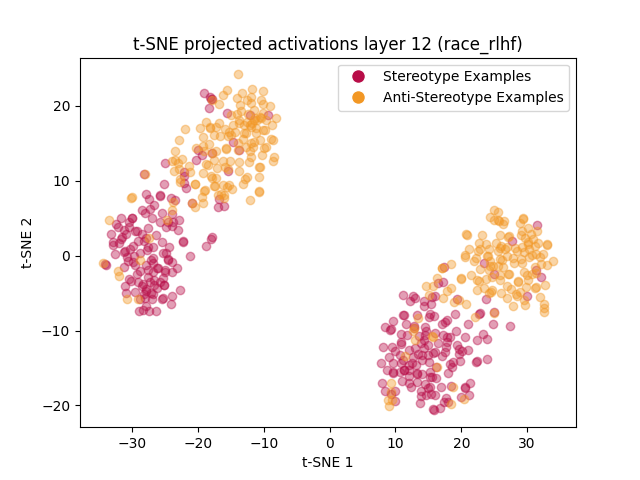 t-SNE projected activations layer 12 (race_rlhf)
Stereotype Examples
Anti-Stereotype Examples
20
10
0
−10
−20
t-SNE 2
−30
−20
−10
0
10
20
30
t-SNE 1